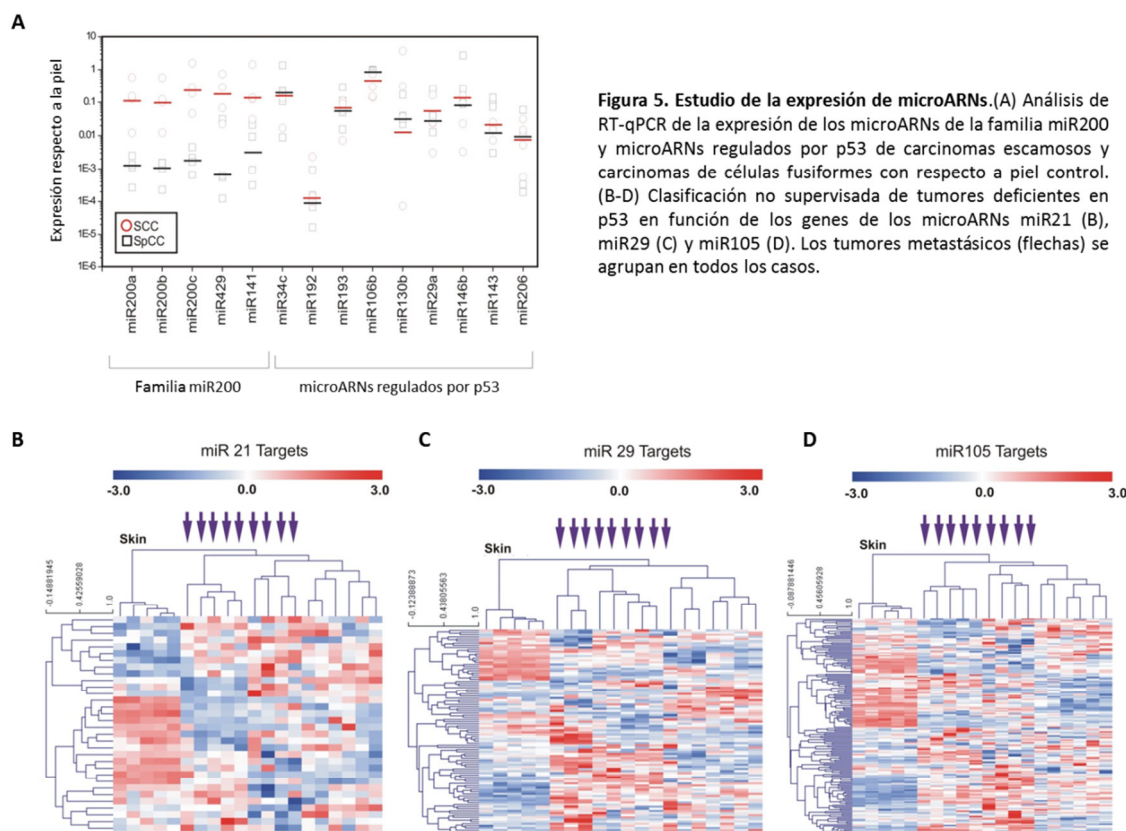 A
Expresión respecto a la piel
10
1
0.1
0.01
1E-3
1E-4
1E-5
1E-6
SCC
SpCC
miR200a
miR200b
miR200c
miR429
miR141
miR34c
miR192
miR193
miR106b
miR130b
miR29a
miR146b
miR143
miR206
Familia miR200
microARNs regulados por p53
Figura 5. Estudio de la expresión de microARNs.(A) Análisis de
RT-qPCR de la expresión de los microARNs de la familia miR200
y microARNs regulados por p53 de carcinomas escamosos y
carcinomas de células fusiformes con respecto a piel control.
(B-D) Clasificación no supervisada de tumores deficientes en
p53 en función de los genes de los microARNs miR21 (B),
miR29 (C) y miR105 (D). Los tumores metastásicos (flechas) se
agrupan en todos los casos.
B
miR 21 Targets
-3.0 0.0 3.0
Skin
-0.14881945
0.42559028
1.0
C
miR 29 Targets
-3.0 0.0 3.0
Skin
-0.12388873
0.43805563
1.0
D
miR105 Targets
-3.0 0.0 3.0
Skin
-0.087881446
0.45605928
1.0